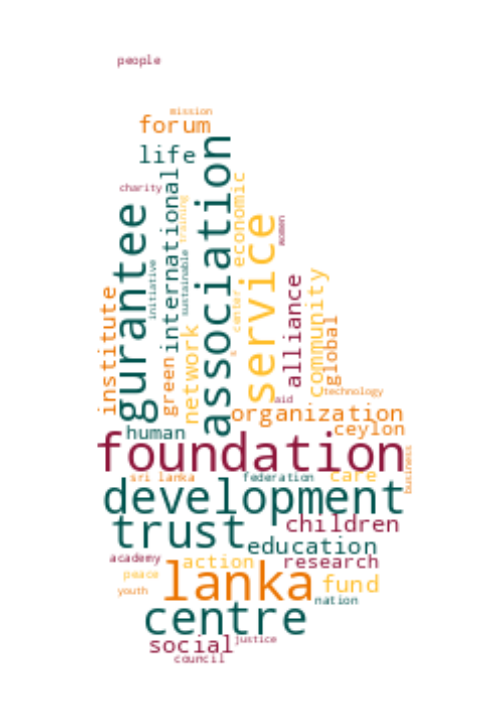 people
mission
forum
life
charity
association
international
training
economic
gurantee
service
women
initiative
sustainable
center
institute
green
network
s
alliance
community
global
technology
aid
organization
human
ceylon
foundation
business
sri lanka
federation
care
development
trust
children
education
academy
action
research
peace
lanka
fund
youth
nation
centre
social
justice
council